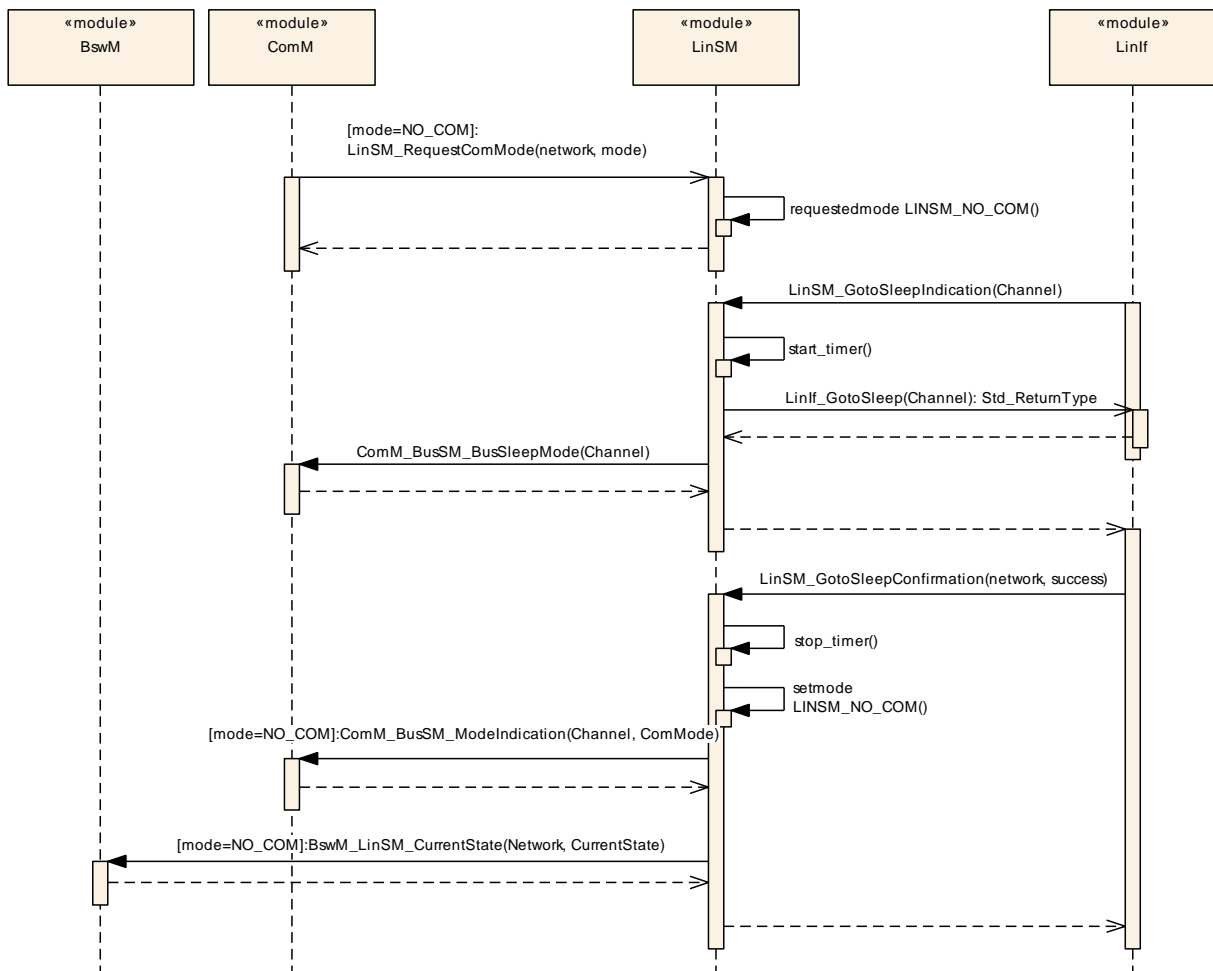 «module»
BswM
«module»
ComM
«module»
LinSM
«module»
LinIf
[mode=NO_COM]:
LinSM_RequestComMode(network, mode)
requestedmode LINSM_NO_COM()
LinSM_GotoSleepIndication(Channel)
start_timer()
LinIf_GotoSleep(Channel): Std_ReturnType
ComM_BusSM_BusSleepMode(Channel)
LinSM_GotoSleepConfirmation(network, success)
stop_timer()
setmode
LINSM_NO_COM()
[mode=NO_COM]:ComM_BusSM_ModeIndication(Channel, ComMode)
[mode=NO_COM]:BswM_LinSM_CurrentState(Network, CurrentState)